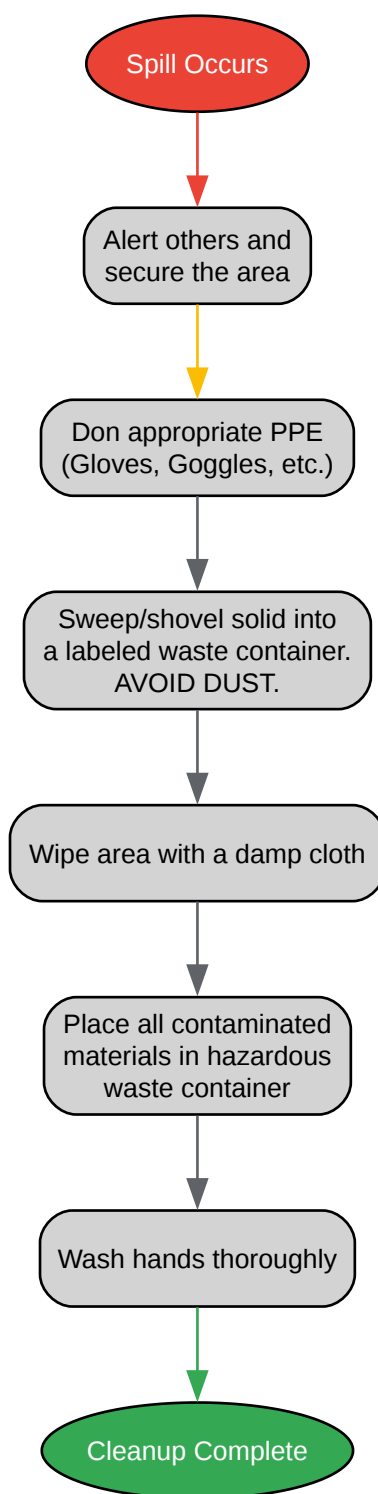 Spill Occurs
Alert others and
secure the area
Don appropriate PPE
(Gloves, Goggles, etc.)
Sweep/shovel solid into
a labeled waste container.
AVOID DUST.
Wipe area with a damp cloth
Place all contaminated
materials in hazardous
waste container
Wash hands thoroughly
Cleanup Complete